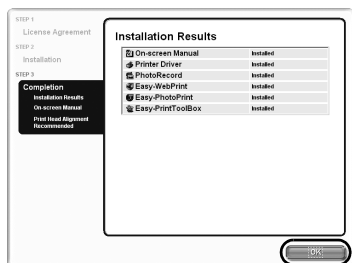 STEP 1
License Agreement
STEP 2
Installation
STEP 3
Completion
Installation Results
On-screen Manual
Print Head Alignment
Recommended
Installation Results
On-screen Manual Installed
Printer Driver Installed
PhotoRecord Installed
Easy-WebPrint Installed
Easy-PhotoPrint Installed
Easy-PrintToolBox Installed
OK